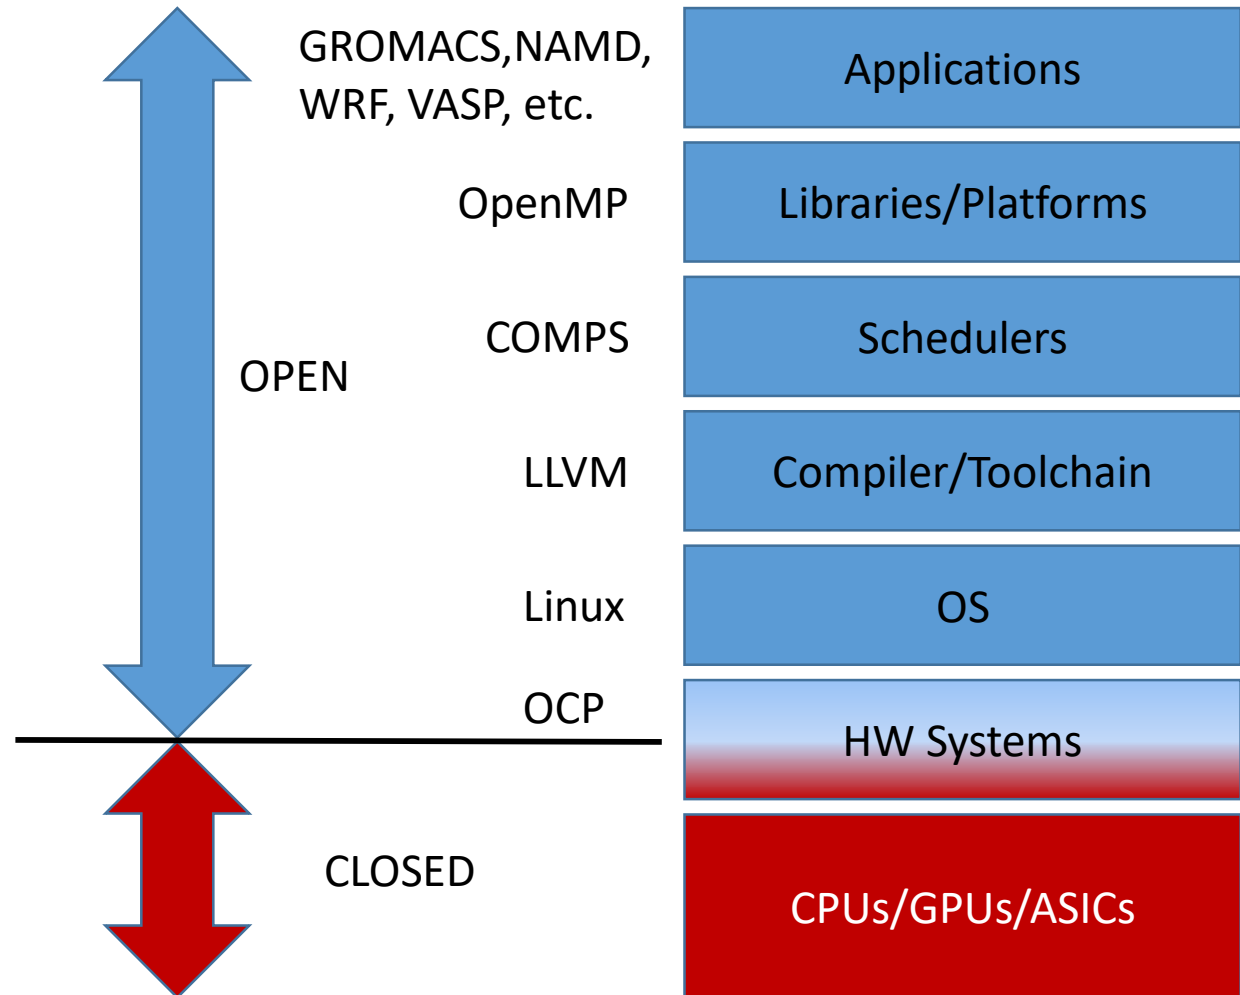 GROMACS,NAMD,
WRF, VASP, etc.
Applications
OpenMP
Libraries/Platforms
COMPS
Schedulers
OPEN
LLVM
Compiler/Toolchain
Linux
OS
OCP
HW Systems
CLOSED
CPUs/GPUs/ASICs